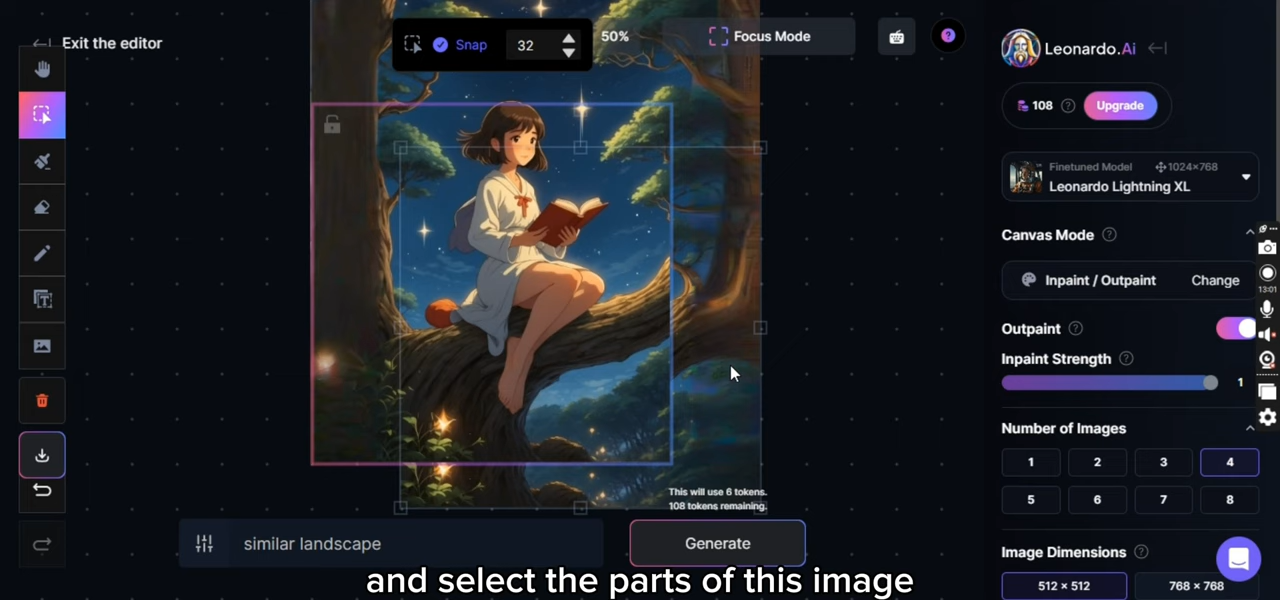 Exit the editor
Snap
32
50%
Focus Mode
Leonardo.Ai
108
Upgrade
Finetuned Model
1024×768
Leonardo Lightning XL
Canvas Mode
Inpaint / Outpaint
Change
Outpaint
Inpaint Strength
1
13:01
Number of Images
1 2 3 4
5 6 7 8
Image Dimensions
512 × 512
768 × 768
This will use 6 tokens.
108 tokens remaining.
similar landscape
Generate
and select the parts of this image